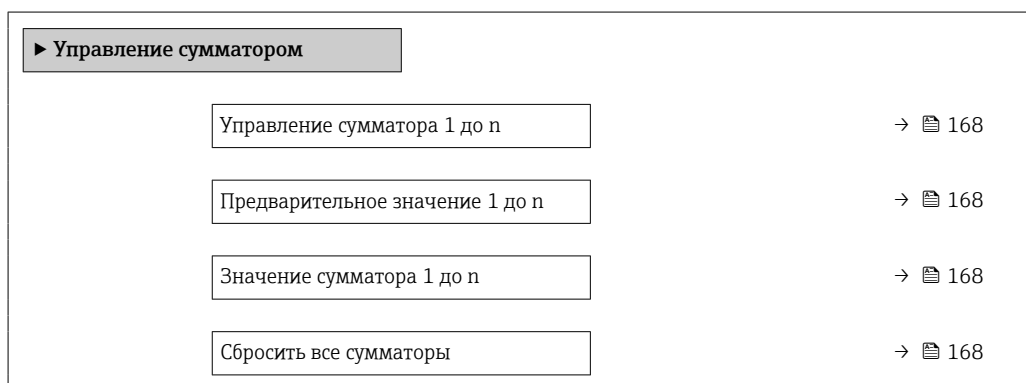 ► Управление сумматором
Управление сумматора 1 до n → 168
Предварительное значение 1 до n → 168
Значение сумматора 1 до n → 168
Сбросить все сумматоры → 168